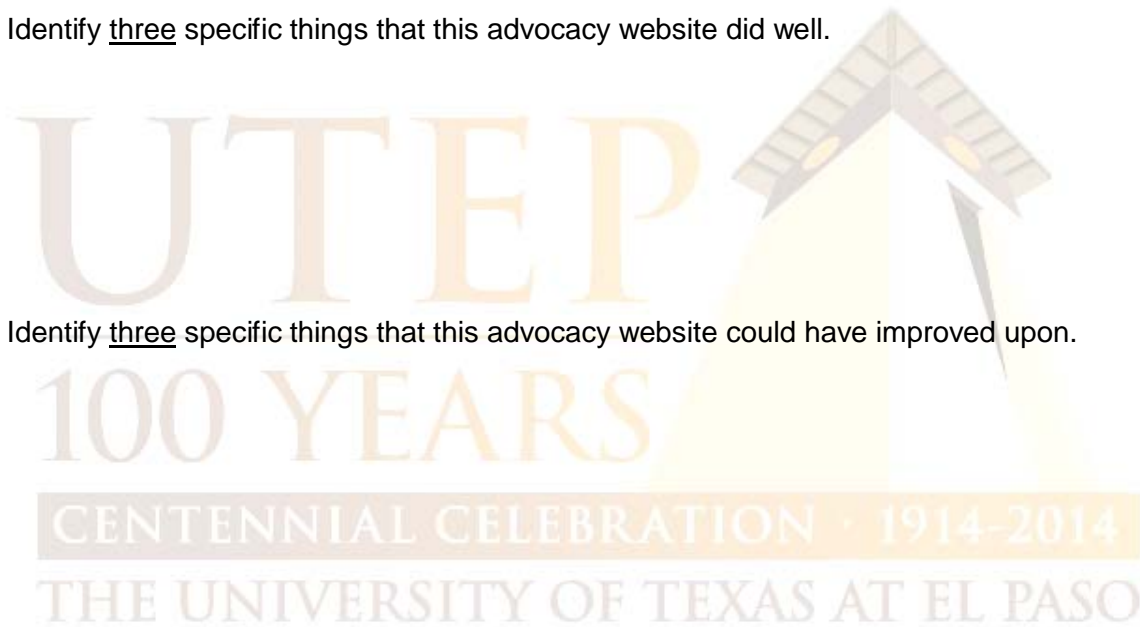 Identify three specific things that this advocacy website did well.
UTEP
Identify three specific things that this advocacy website could have improved upon.
100 YEARS
CENTENNIAL CELEBRATION · 1914-2014
THE UNIVERSITY OF TEXAS AT EL PASO